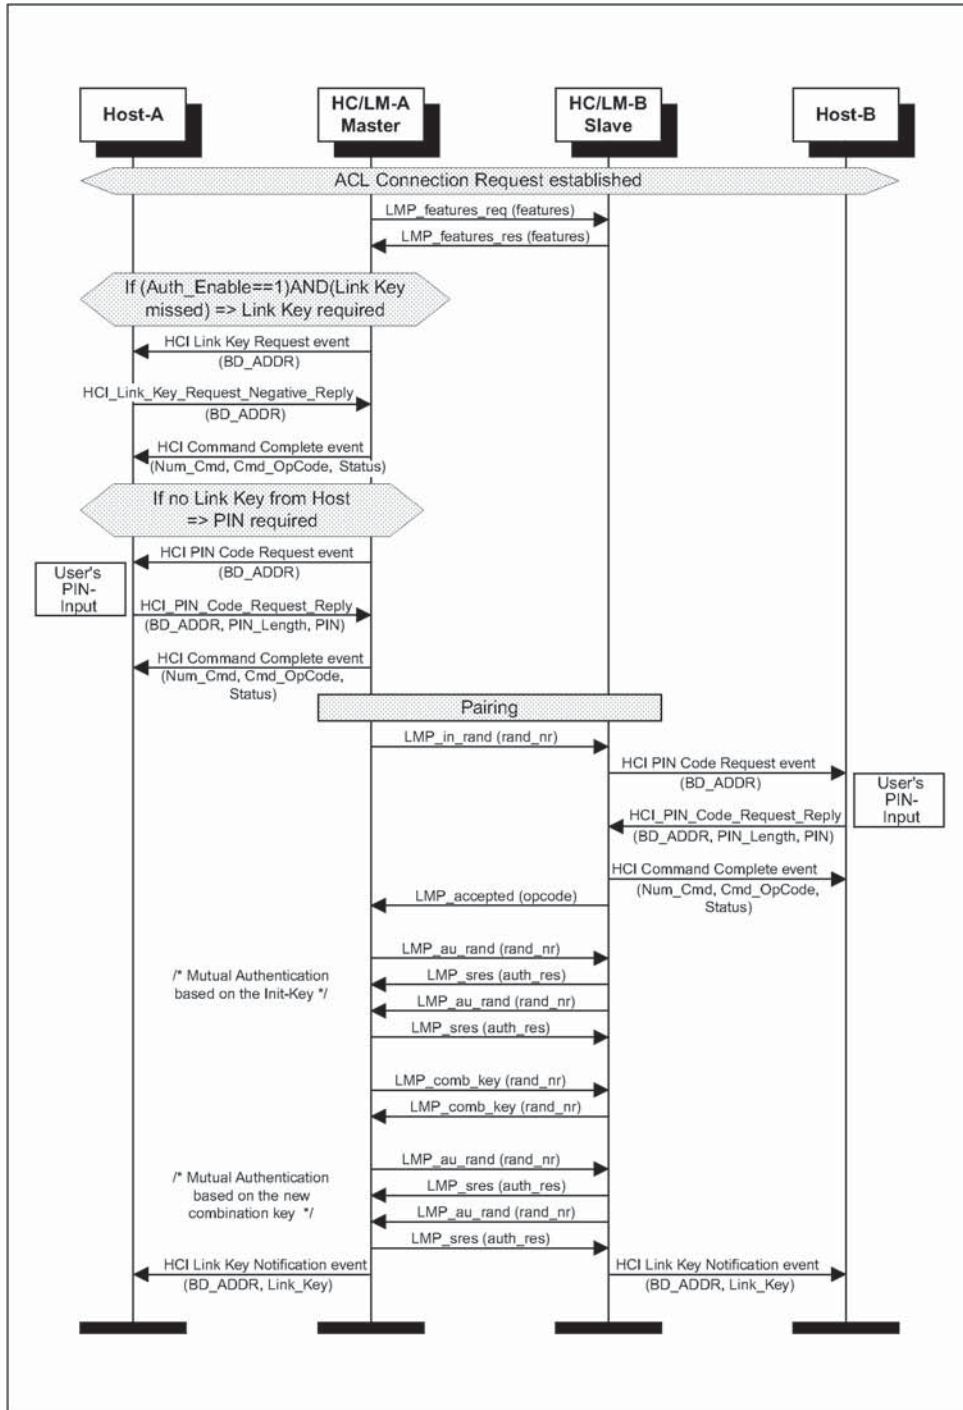 Host-A
HC/LM-A
Master
HC/LM-B
Slave
Host-B
ACL Connection Request established
LMP_features_req (features)
LMP_features_res (features)
If (Auth_Enable==1)AND(Link Key
missed) => Link Key required
HCI Link Key Request event
(BD_ADDR)
HCI_Link_Key_Request_Negative_Reply
(BD_ADDR)
HCI Command Complete event
(Num_Cmd, Cmd_OpCode, Status)
If no Link Key from Host
=> PIN required
HCI PIN Code Request event
(BD_ADDR)
User's
PIN-
Input
HCI_PIN_Code_Request_Reply
(BD_ADDR, PIN_Length, PIN)
HCI Command Complete event
(Num_Cmd, Cmd_OpCode,
Status)
Pairing
LMP_in_rand (rand_nr)
HCI PIN Code Request event
(BD_ADDR)
User's
PIN-
Input
HCI_PIN_Code_Request_Reply
(BD_ADDR, PIN_Length, PIN)
HCI Command Complete event
(Num_Cmd, Cmd_OpCode,
Status)
LMP_accepted (opcode)
LMP_au_rand (rand_nr)
/* Mutual Authentication
based on the Init-Key */
LMP_sres (auth_res)
LMP_au_rand (rand_nr)
LMP_sres (auth_res)
LMP_comb_key (rand_nr)
LMP_comb_key (rand_nr)
LMP_au_rand (rand_nr)
/* Mutual Authentication
based on the new
combination key */
LMP_sres (auth_res)
LMP_au_rand (rand_nr)
LMP_sres (auth_res)
HCI Link Key Notification event
(BD_ADDR, Link_Key)
HCI Link Key Notification event
(BD_ADDR, Link_Key)